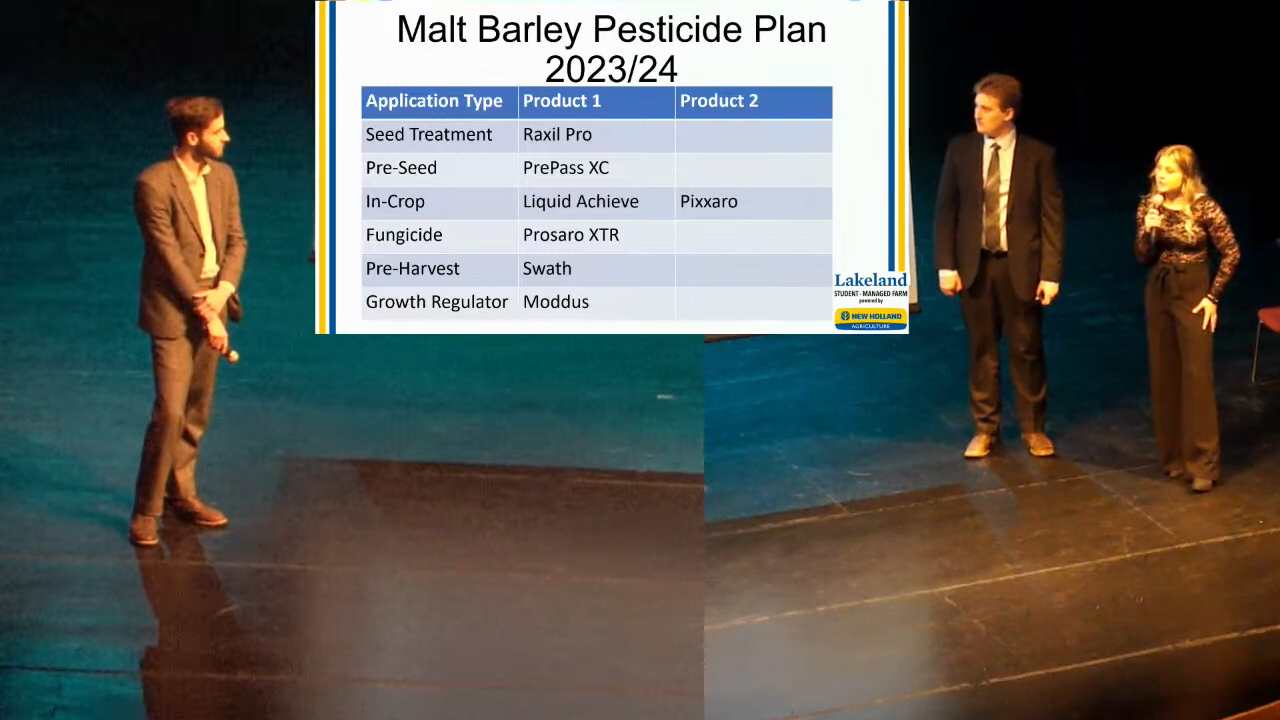 Malt Barley Pesticide Plan
2023/24
Application Type Product 1 Product 2
Seed Treatment Raxil Pro
Pre-Seed PrePass XC
In-Crop Liquid Achieve Pixxaro
Fungicide Prosaro XTR
Pre-Harvest Swath
Growth Regulator Moddus
Lakeland
STUDENT-MANAGED FARM
powered by
NEW HOLLAND
AGRICULTURE